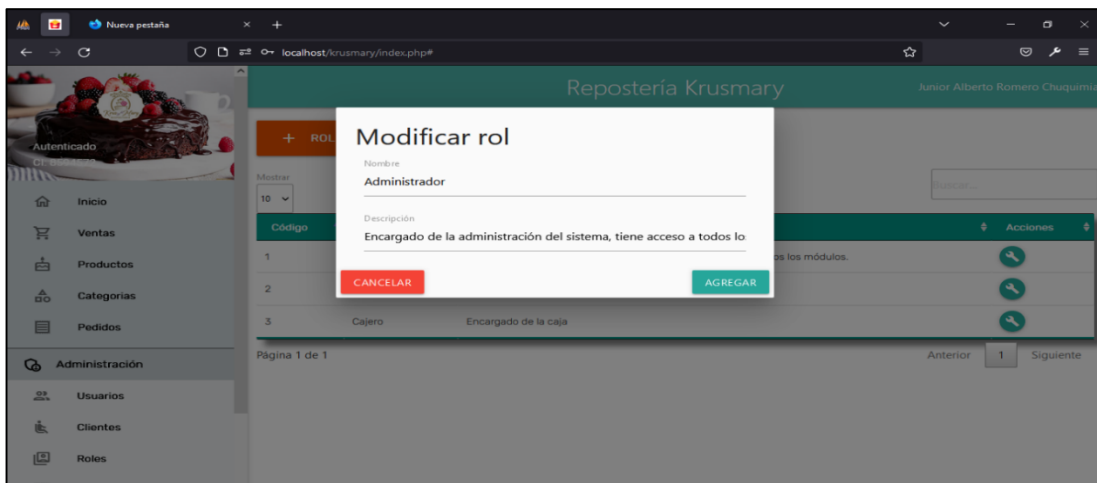 Nueva pestaña
localhost/krusmary/index.php#
Repostería Krusmary
Junior Alberto Romero Chuquimia
Autenticado
Inicio
Ventas
Productos
Categorias
Pedidos
Administración
Usuarios
Clientes
Roles
+ ROL
Mostrar
10
Buscar...
Código
Acciones
1
os los módulos.
2
3 Cajero Encargado de la caja
Página 1 de 1
Anterior 1 Siguiente
Modificar rol
Nombre
Administrador
Descripción
Encargado de la administración del sistema, tiene acceso a todos lo
CANCELAR
AGREGAR